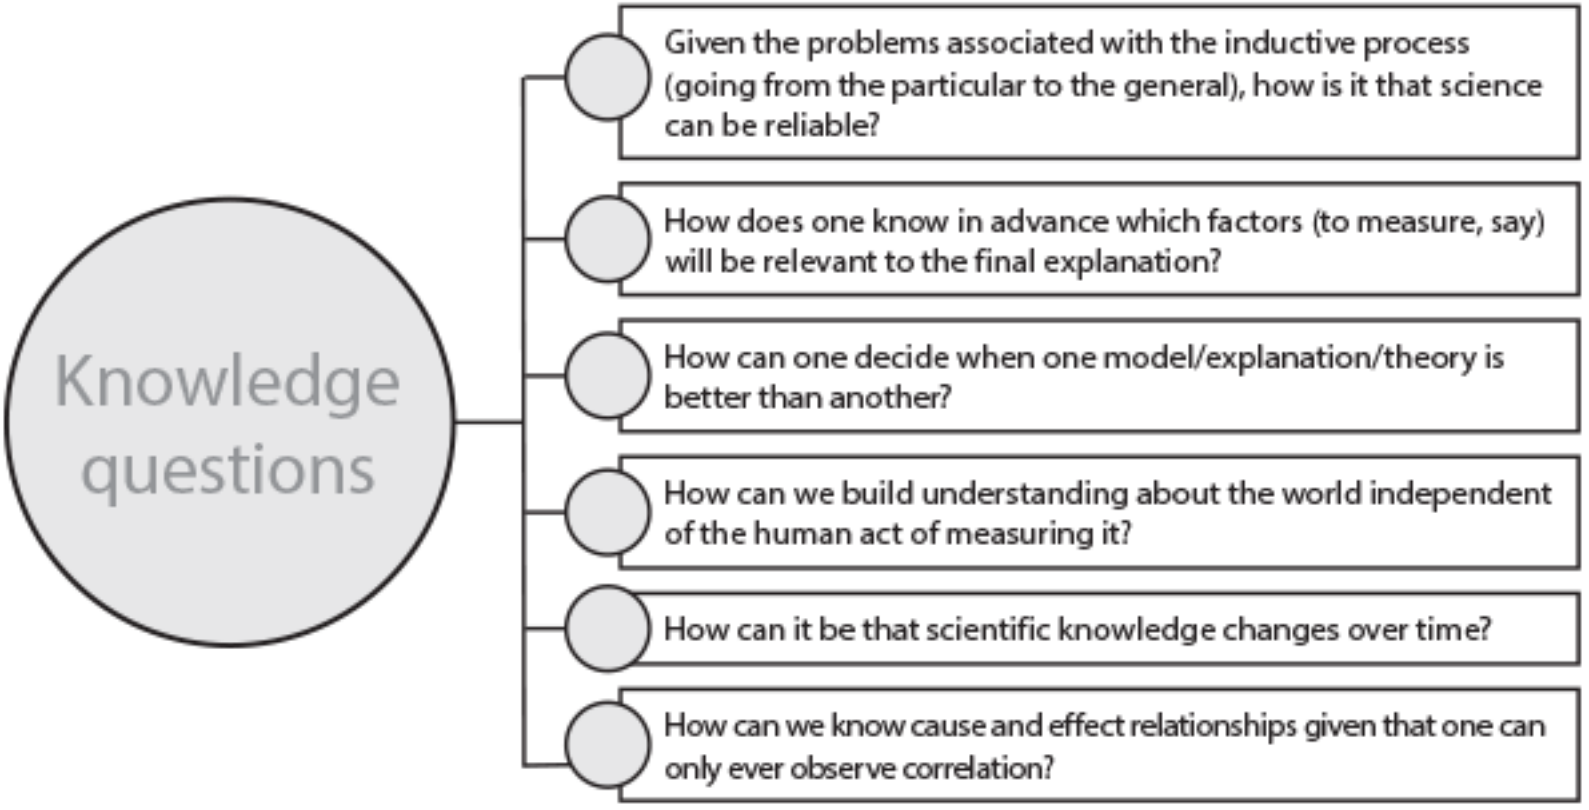 Knowledge
questions
Given the problems associated with the inductive process
(going from the particular to the general), how is it that science
can be reliable?
How does one know in advance which factors (to measure, say)
will be relevant to the final explanation?
How can one decide when one model/explanation/theory is
better than another?
How can we build understanding about the world independent
of the human act of measuring it?
How can it be that scientific knowledge changes over time?
How can we know cause and effect relationships given that one can
only ever observe correlation?